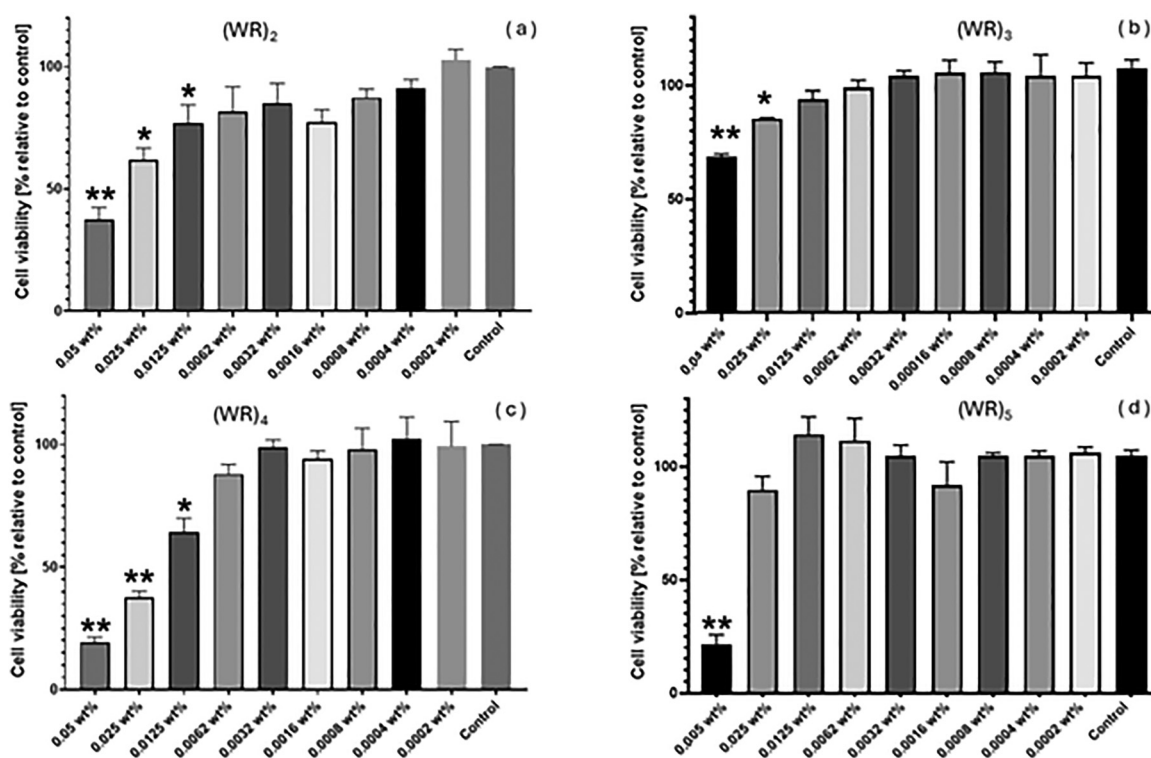 (WR)2
(a)
Cell viability [% relative to control]
100
50
0
**
*
*
0.05 wt%
0.025 wt%
0.0125 wt%
0.0062 wt%
0.0032 wt%
0.0016 wt%
0.0008 wt%
0.0004 wt%
0.0002 wt%
Control
(WR)3
(b)
Cell viability [% relative to control]
100
50
0
**
*
wt%
0.025 wt%
0.0125 wt%
0.0062 wt%
0.0032 wt%
0.00016 wt%
0.0008 wt%
0.0004 wt%
0.0002 wt%
Control
(WR)4
(c)
Cell viability [% relative to control]
100
50
0
**
**
*
0.05 wt%
0.025 wt%
0.0125 wt%
0.0062 wt%
0.0032 wt%
0.0016 wt%
0.0008 wt%
0.0004 wt%
0.0002 wt%
Control
(WR)5
(d)
Cell viability [% relative to control]
100
50
0
**
0.005 wt%
0.025 wt%
0.0125 wt%
0.0062 wt%
0.0032 wt%
0.0016 wt%
0.0008 wt%
0.0004 wt%
0.0002 wt%
Control